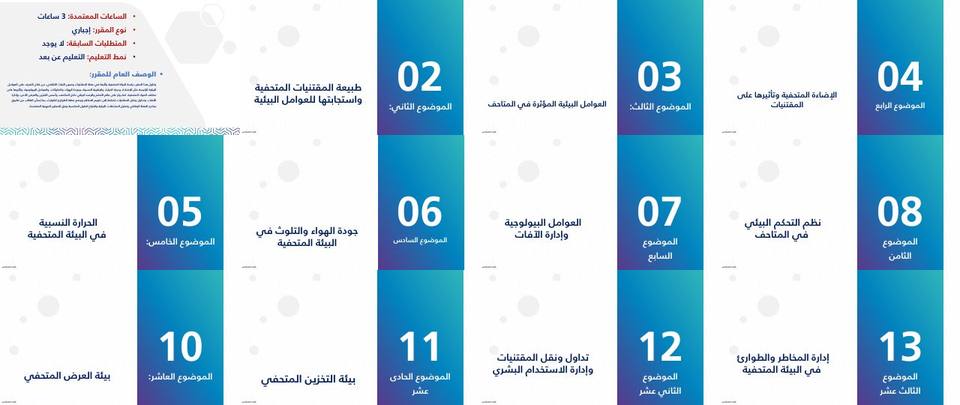 الساعات المعتمدة: 3 ساعات
نوع المقرر: إجباري
المتطلبات السابقة: لا يوجد
نمط التعليم: التعليم عن بعد
الوصف العام للمقرر:
02
الموضوع الثاني:
طبيعة المقتنيات المتحفية
واستجابتها للعوامل البيئية
03
الموضوع الثالث:
العوامل البيئية المؤثرة في المتاحف
04
الموضوع الرابع
الإضاءة المتحفية وتأثيرها على
المقتنيات
05
الموضوع الخامس:
الحرارة النسبية
في البيئة المتحفية
06
الموضوع السادس
جودة الهواء والتلوث في
البيئة المتحفية
07
الموضوع
السابع
العوامل البيولوجية
وإدارة الآفات
08
الموضوع
الثامن
نظم التحكم البيئي
في المتاحف
10
الموضوع العاشر:
بيئة العرض المتحفي
11
الموضوع الحادى
عشر
بيئة التخزين المتحفي
12
الموضوع
الثاني عشر
تداول ونقل المقتنيات
وإدارة الاستخدام البشري
13
الموضوع
الثالث عشر
إدارة المخاطر والطوارئ
في البيئة المتحفية